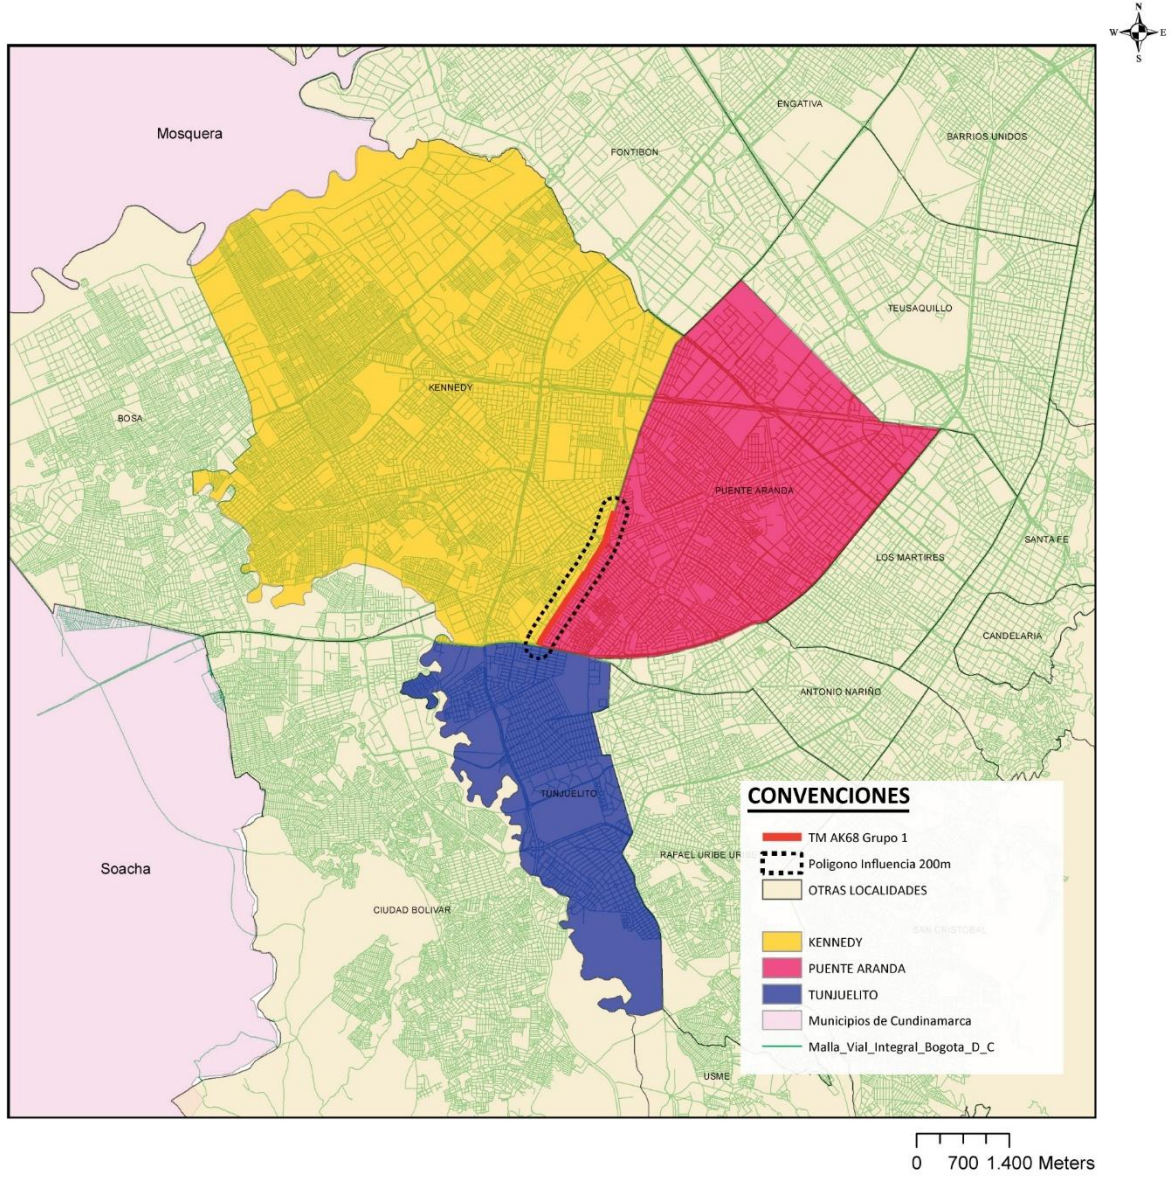 N
W E
S
Mosquera
ENGATIVA
BARRIOS UNIDOS
FONTIBON
TEUSAQUILLO
KENNEDY
BOSA
PUENTE ARANDA
SANTA FE
LOS MARTIRES
CANDELARIA
ANTONIO NARIÑO
TUNJUELITO
CONVENCIONES
TM AK68 Grupo 1
RAFAEL URIBE URIBE
Poligono Influencia 200m
Soacha
OTRAS LOCALIDADES
CIUDAD BOLIVAR
SAN CRISTOBAL
KENNEDY
PUENTE ARANDA
TUNJUELITO
Municipios de Cundinamarca
Malla_Vial_Integral_Bogota_D_C
USME
0 700 1.400 Meters